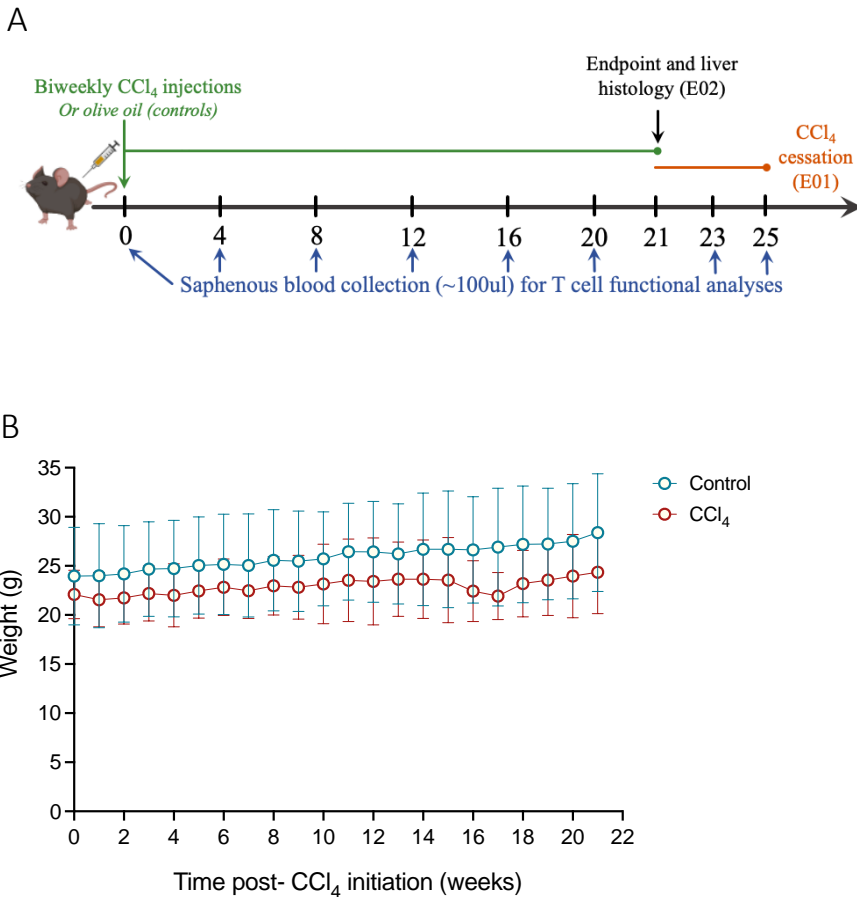 A
Biweekly CCl4 injections
Or olive oil (controls)
Endpoint and liver
histology (E02)
CCl4
cessation
(E01)
0 4 8 12 16 20 21 23 25
Saphenous blood collection (~100ul) for T cell functional analyses
B
Weight (g)
35
30
25
20
15
10
5
0
0 2 4 6 8 10 12 14 16 18 20 22
Time post- CCl4 initiation (weeks)
Control
CCl4